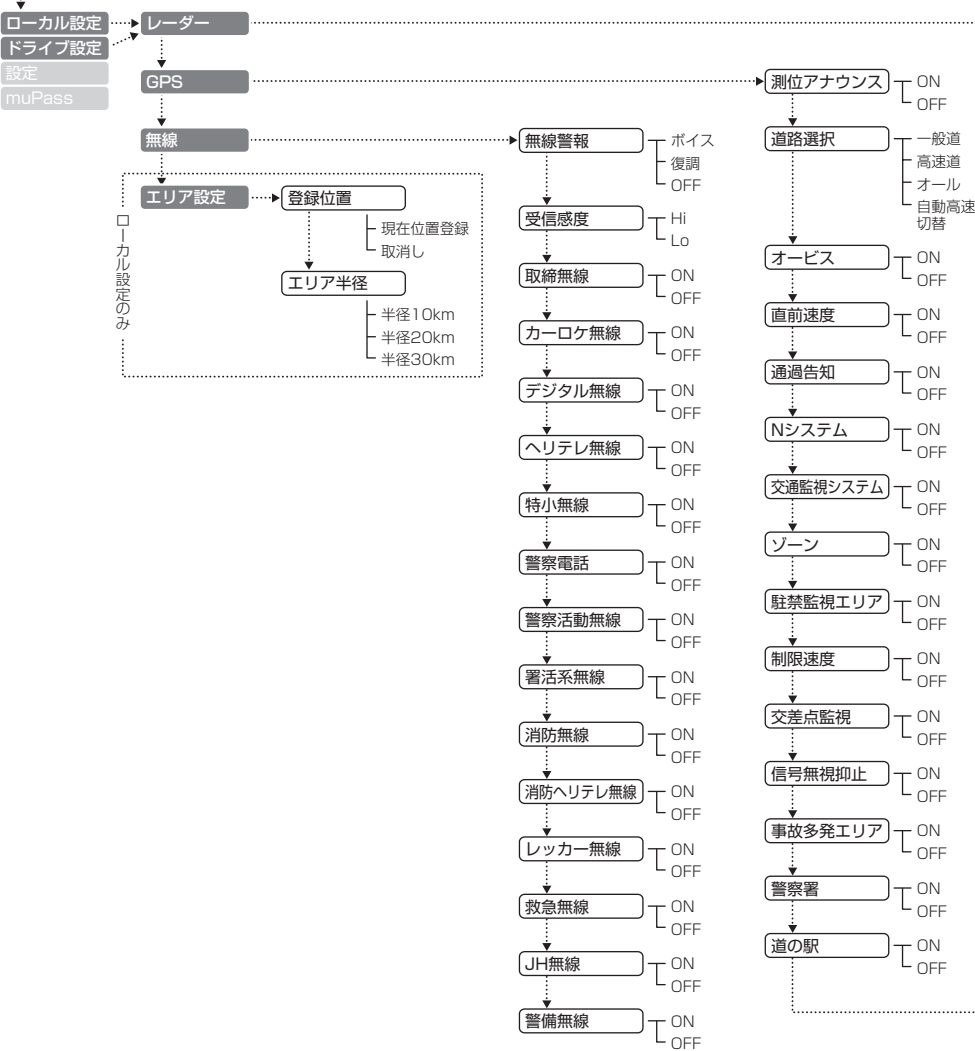 ローカル設定
ドライブ設定
設定
muPass
レーダー
GPS
無線
エリア設定
ローカル設定のみ
登録位置
現在位置登録
取消し
エリア半径
半径10km
半径20km
半径30km
無線警報
ボイス
復調
OFF
受信感度
Hi
Lo
取締無線
ON
OFF
カーロケ無線
ON
OFF
デジタル無線
ON
OFF
ヘリテレ無線
ON
OFF
特小無線
ON
OFF
警察電話
ON
OFF
警察活動無線
ON
OFF
署活系無線
ON
OFF
消防無線
ON
OFF
消防ヘリテレ無線
ON
OFF
レッカー無線
ON
OFF
救急無線
ON
OFF
JH無線
ON
OFF
警備無線
ON
OFF
測位アナウンス
ON
OFF
道路選択
一般道
高速道
オール
自動高速
切替
オービス
ON
OFF
直前速度
ON
OFF
通過告知
ON
OFF
Nシステム
ON
OFF
交通監視システム
ON
OFF
ゾーン
ON
OFF
駐禁監視エリア
ON
OFF
制限速度
ON
OFF
交差点監視
ON
OFF
信号無視抑止
ON
OFF
事故多発エリア
ON
OFF
警察署
ON
OFF
道の駅
ON
OFF